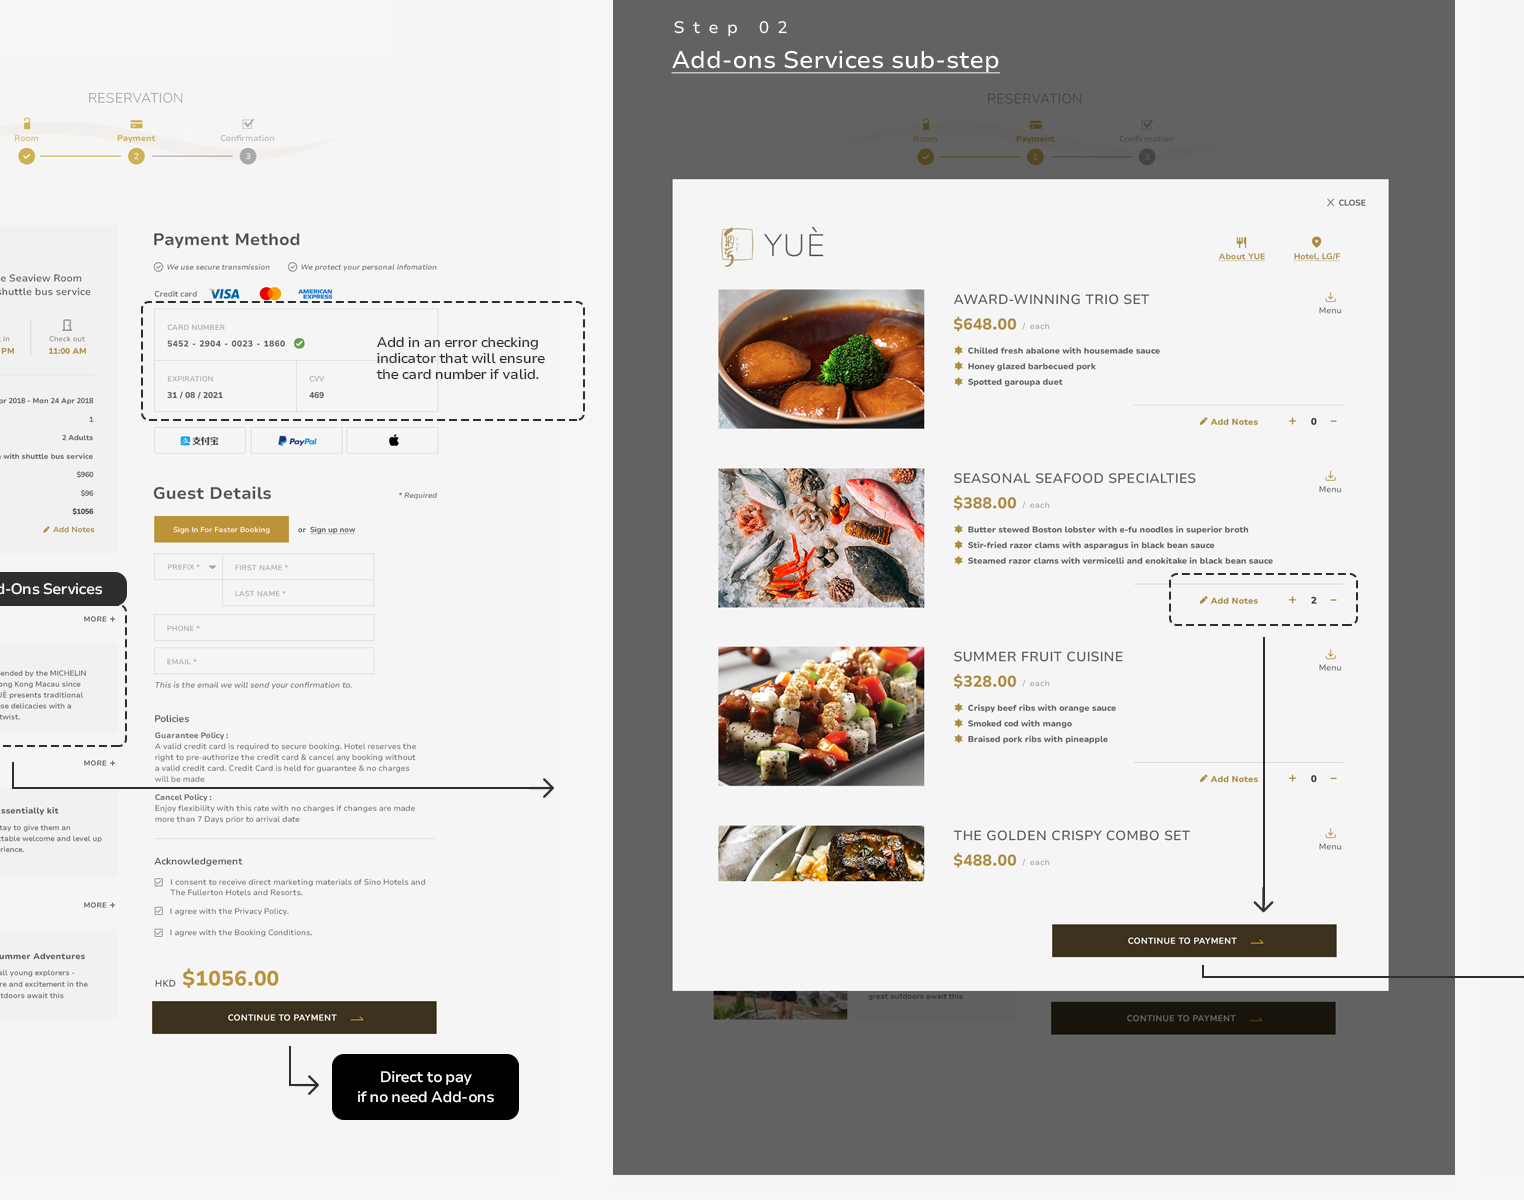 Step 02
Add-ons Services sub-step
RESERVATION
Room
Payment
Confirmation
2
3
e Seaview Room
shuttle bus service
in
Check out
PM
11:00 AM
pr 2018 - Mon 24 Apr 2018
1
2 Adults
with shuttle bus service
$960
$96
$1056
Add Notes
d-Ons Services
MORE +
ended by the MICHELIN
ong Kong Macau since
UÈ presents traditional
se delicacies with a
twist.
MORE +
ssentially kit
tay to give them an
ttable welcome and level up
rience.
MORE +
ummer Adventures
all young explorers -
re and excitement in the
tdoors await this
Payment Method
We use secure transmission
We protect your personal infomation
Credit card
VISA
AMERICAN EXPRESS
CARD NUMBER
5452 - 2904 - 0023 - 1860
EXPIRATION
31 / 08 / 2021
CVV
469
Add in an error checking
indicator that will ensure
the card number if valid.
支 支付宝
PayPal
Guest Details
* Required
Sign In For Faster Booking
or Sign up now
PREFIX *
FIRST NAME *
LAST NAME *
PHONE *
EMAIL *
This is the email we will send your confirmation to.
Policies
Guarantee Policy :
A valid credit card is required to secure booking. Hotel reserves the
right to pre-authorize the credit card & cancel any booking without
a valid credit card. Credit Card is held for guarantee & no charges
will be made
Cancel Policy :
Enjoy flexibility with this rate with no charges if changes are made
more than 7 Days prior to arrival date
Acknowledgement
I consent to receive direct marketing materials of Sino Hotels and
The Fullerton Hotels and Resorts.
I agree with the Privacy Policy.
I agree with the Booking Conditions.
HKD $1056.00
CONTINUE TO PAYMENT
Direct to pay
if no need Add-ons
RESERVATION
Room
Payment
Confirmation
2
3
CLOSE
YUÈ
About YUE
Hotel, LG/F
AWARD-WINNING TRIO SET
$648.00 / each
Menu
Chilled fresh abalone with housemade sauce
Honey glazed barbecued pork
Spotted garoupa duet
Add Notes + 0 −
SEASONAL SEAFOOD SPECIALTIES
$388.00 / each
Menu
Butter stewed Boston lobster with e-fu noodles in superior broth
Stir-fried razor clams with asparagus in black bean sauce
Steamed razor clams with vermicelli and enokitake in black bean sauce
Add Notes + 2 −
SUMMER FRUIT CUISINE
$328.00 / each
Menu
Crispy beef ribs with orange sauce
Smoked cod with mango
Braised pork ribs with pineapple
Add Notes + 0 −
THE GOLDEN CRISPY COMBO SET
$488.00 / each
Menu
CONTINUE TO PAYMENT
great outdoors await this
CONTINUE TO PAYMENT